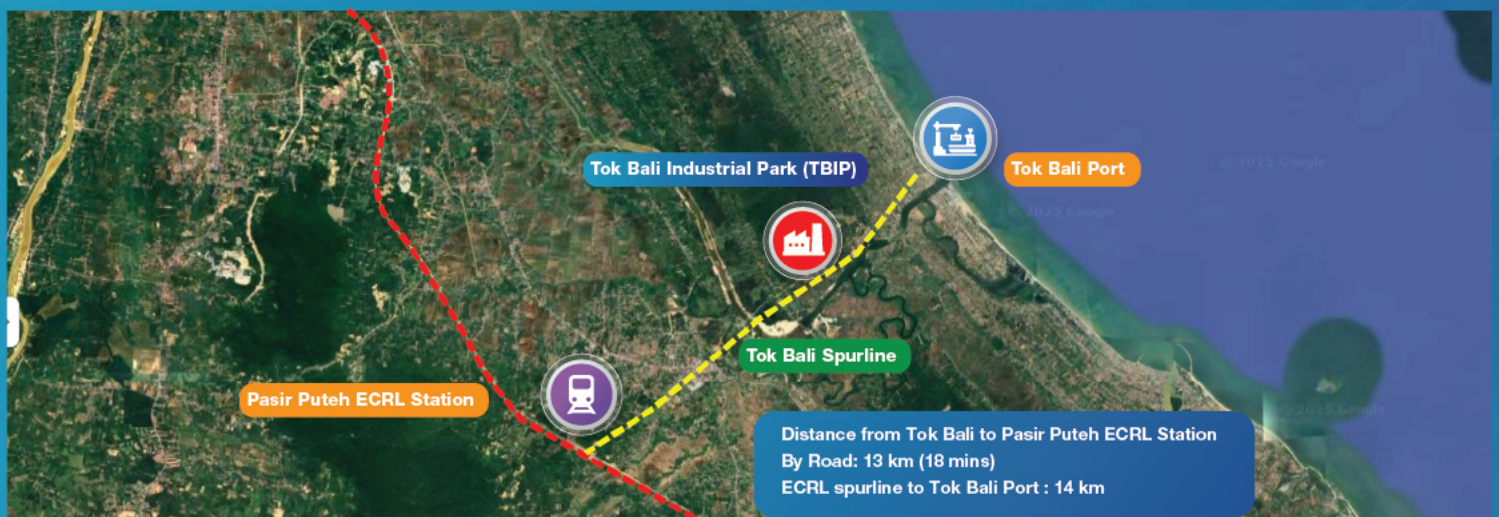 © 2025 Google
Tok Bali Industrial Park (TBIP)
Tok Bali Port
© 2025 Google
Tok Bali Spurline
Pasir Puteh ECRL Station
© 2025 Google
Distance from Tok Bali to Pasir Puteh ECRL Station
By Road: 13 km (18 mins)
ECRL spurline to Tok Bali Port : 14 km